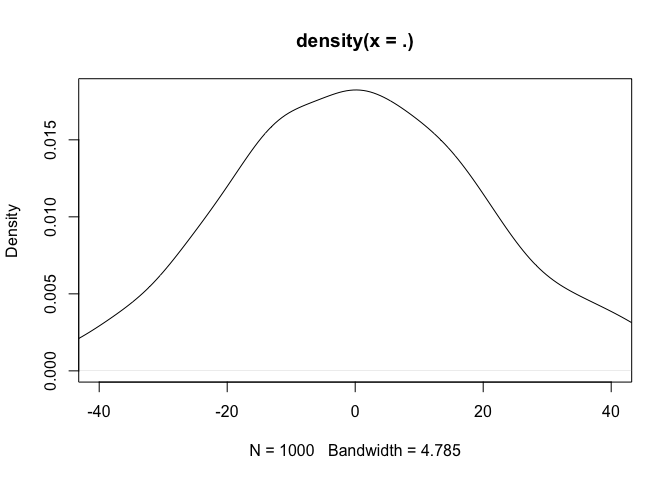 density(x = .)
Density
0.015
0.010
0.005
0.000
-40 -20 0 20 40
N = 1000 Bandwidth = 4.785